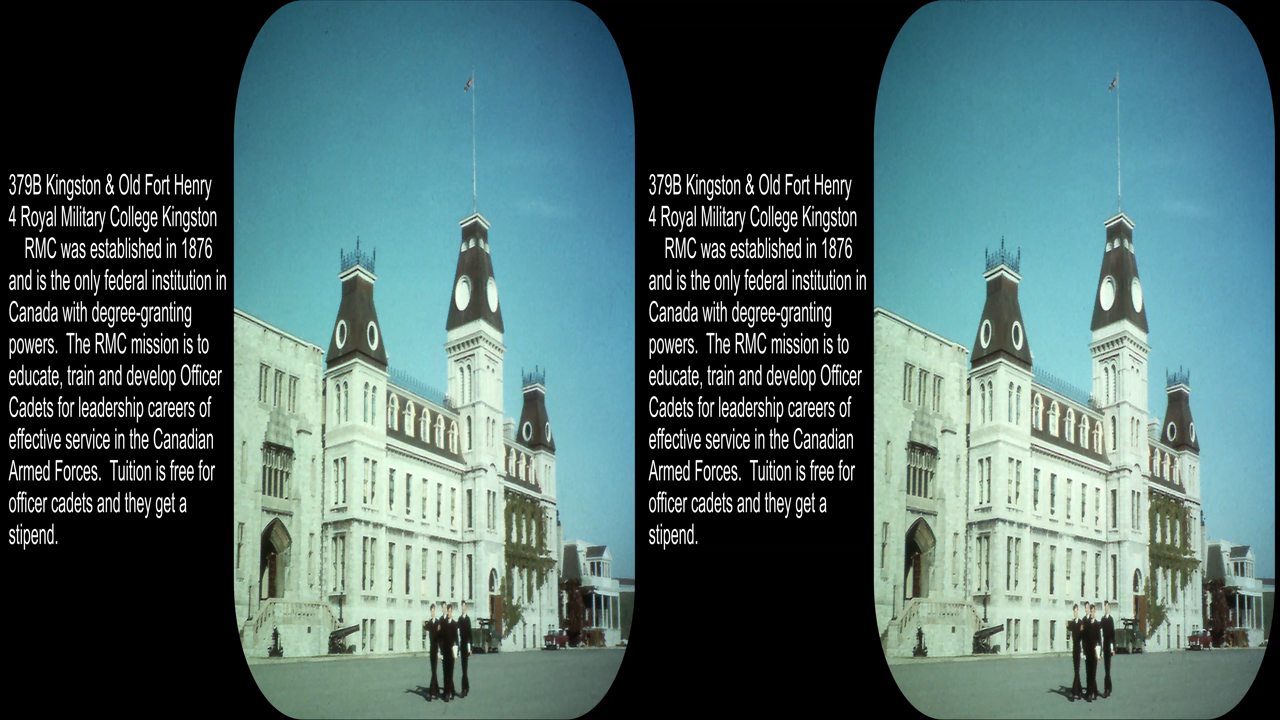 379B Kingston & Old Fort Henry
4 Royal Military College Kingston
RMC was established in 1876
and is the only federal institution in
Canada with degree-granting
powers. The RMC mission is to
educate, train and develop Officer
Cadets for leadership careers of
effective service in the Canadian
Armed Forces. Tuition is free for
officer cadets and they get a
stipend.
379B Kingston & Old Fort Henry
4 Royal Military College Kingston
RMC was established in 1876
and is the only federal institution in
Canada with degree-granting
powers. The RMC mission is to
educate, train and develop Officer
Cadets for leadership careers of
effective service in the Canadian
Armed Forces. Tuition is free for
officer cadets and they get a
stipend.